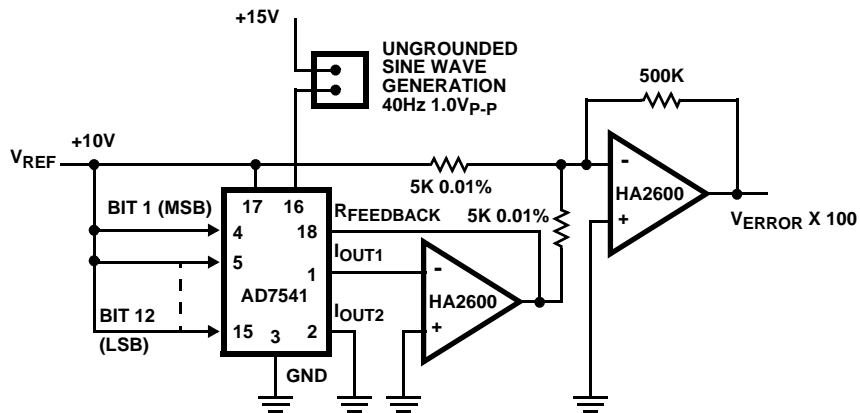 +15V
UNGROUNDED
SINE WAVE
GENERATION
40Hz 1.0VP-P
500K
VREF
+10V
5K 0.01%
BIT 1 (MSB)
17
16
RFEEDBACK
5K 0.01%
-
HA2600
+
VERROR X 100
4
18
5
IOUT1
1
-
AD7541
HA2600
BIT 12
(LSB)
IOUT2
+
15
3
2
GND